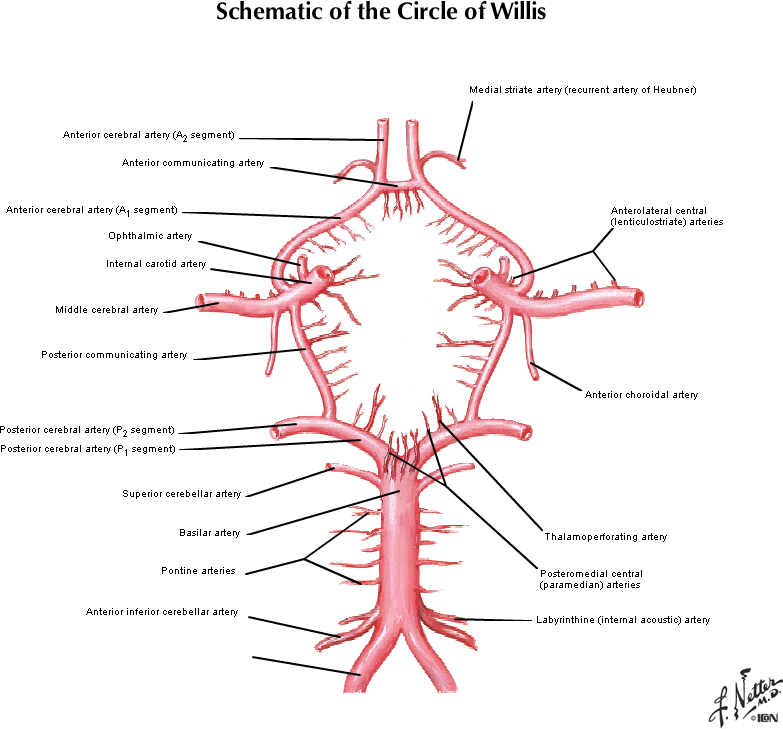 Schematic of the Circle of Willis
Medial striate artery (recurrent artery of Heubner)
Anterior cerebral artery (A2 segment)
Anterior communicating artery
Anterior cerebral artery (A1 segment)
Anterolateral central
(lenticulostriate) arteries
Ophthalmic artery
Internal carotid artery
Middle cerebral artery
Posterior communicating artery
Anterior choroidal artery
Posterior cerebral artery (P2 segment)
Posterior cerebral artery (P1 segment)
Superior cerebellar artery
Basilar artery
Thalamoperforating artery
Pontine arteries
Posteromedial central
(paramedian) arteries
Anterior inferior cerebellar artery
Labyrinthine (internal acoustic) artery
F. Netter
M.D.
© ICON